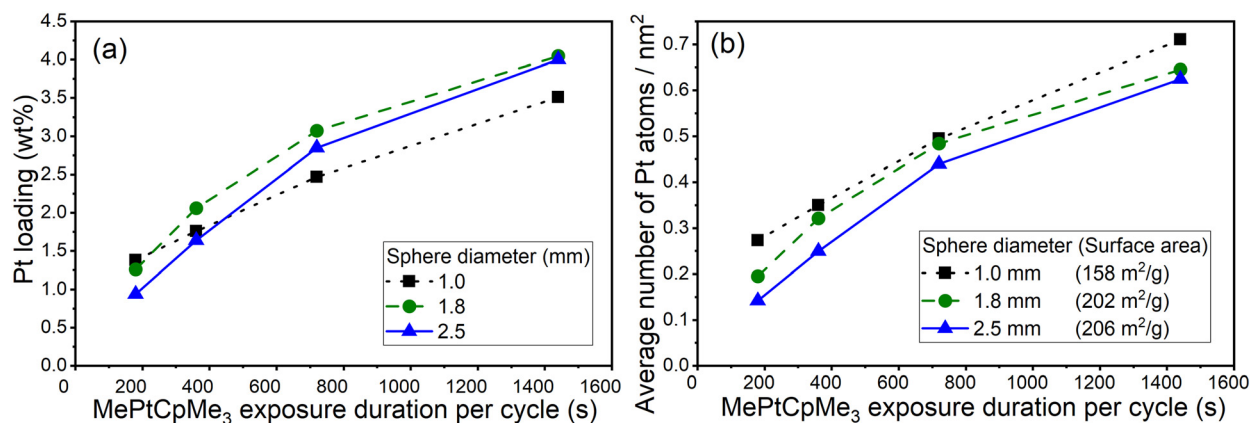 (a)
Pt loading (wt%)
4.5
4.0
3.5
3.0
2.5
2.0
1.5
1.0
0.5
0.0
Sphere diameter (mm)
1.0
1.8
2.5
0 200 400 600 800 1000 1200 1400 1600
MePtCpMe₃ exposure duration per cycle (s)
(b)
Average number of Pt atoms / nm²
0.7
0.6
0.5
0.4
0.3
0.2
0.1
0.0
Sphere diameter (Surface area)
1.0 mm (158 m²/g)
1.8 mm (202 m²/g)
2.5 mm (206 m²/g)
0 200 400 600 800 1000 1200 1400 1600
MePtCpMe₃ exposure duration per cycle (s)